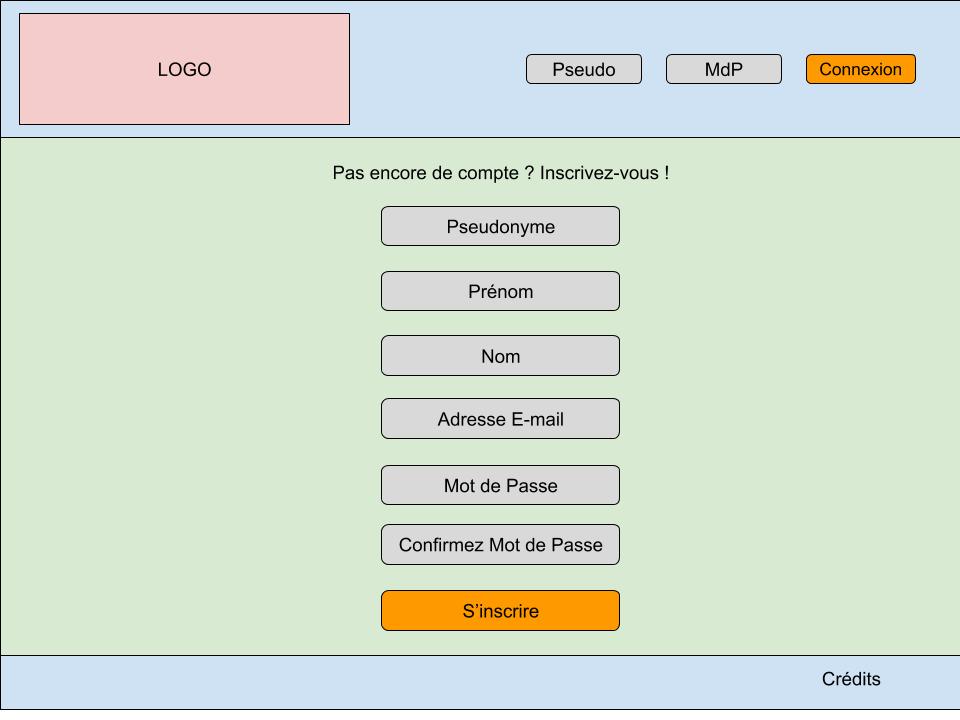 LOGO
Pseudo
MdP
Connexion
Pas encore de compte ? Inscrivez-vous !
Pseudonyme
Prénom
Nom
Adresse E-mail
Mot de Passe
Confirmez Mot de Passe
S’inscrire
Crédits